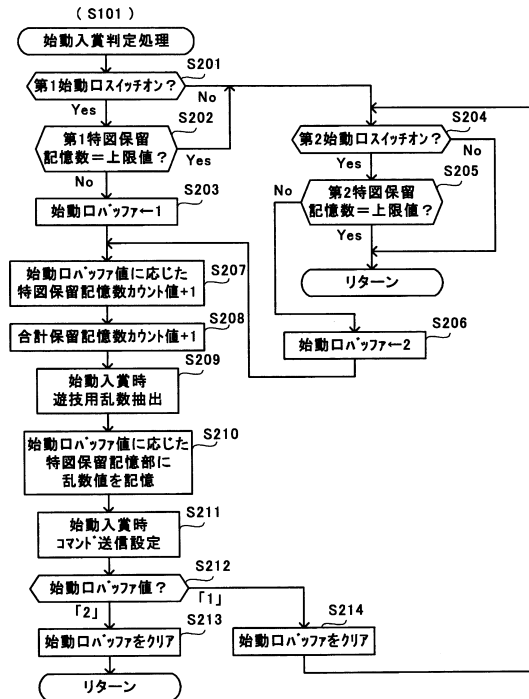 (S101)
始動入賞判定処理
S201
第1始動口スイッチオン?
No
Yes
S202
第1特図保留
記憶数=上限値?
Yes
No
S203
始動口バッファ←1
S204
第2始動口スイッチオン?
No
Yes
S205
第2特図保留
記憶数=上限値?
No
Yes
リターン
S206
始動口バッファ←2
S207
始動口バッファ値に応じた
特図保留記憶数カウント値+1
S208
合計保留記憶数カウント値+1
S209
始動入賞時
遊技用乱数抽出
S210
始動口バッファ値に応じた
特図保留記憶部に
乱数値を記憶
S211
始動入賞時
コマンド送信設定
S212
始動口バッファ値?
「2」
「1」
S213
始動口バッファをクリア
S214
始動口バッファをクリア
リターン